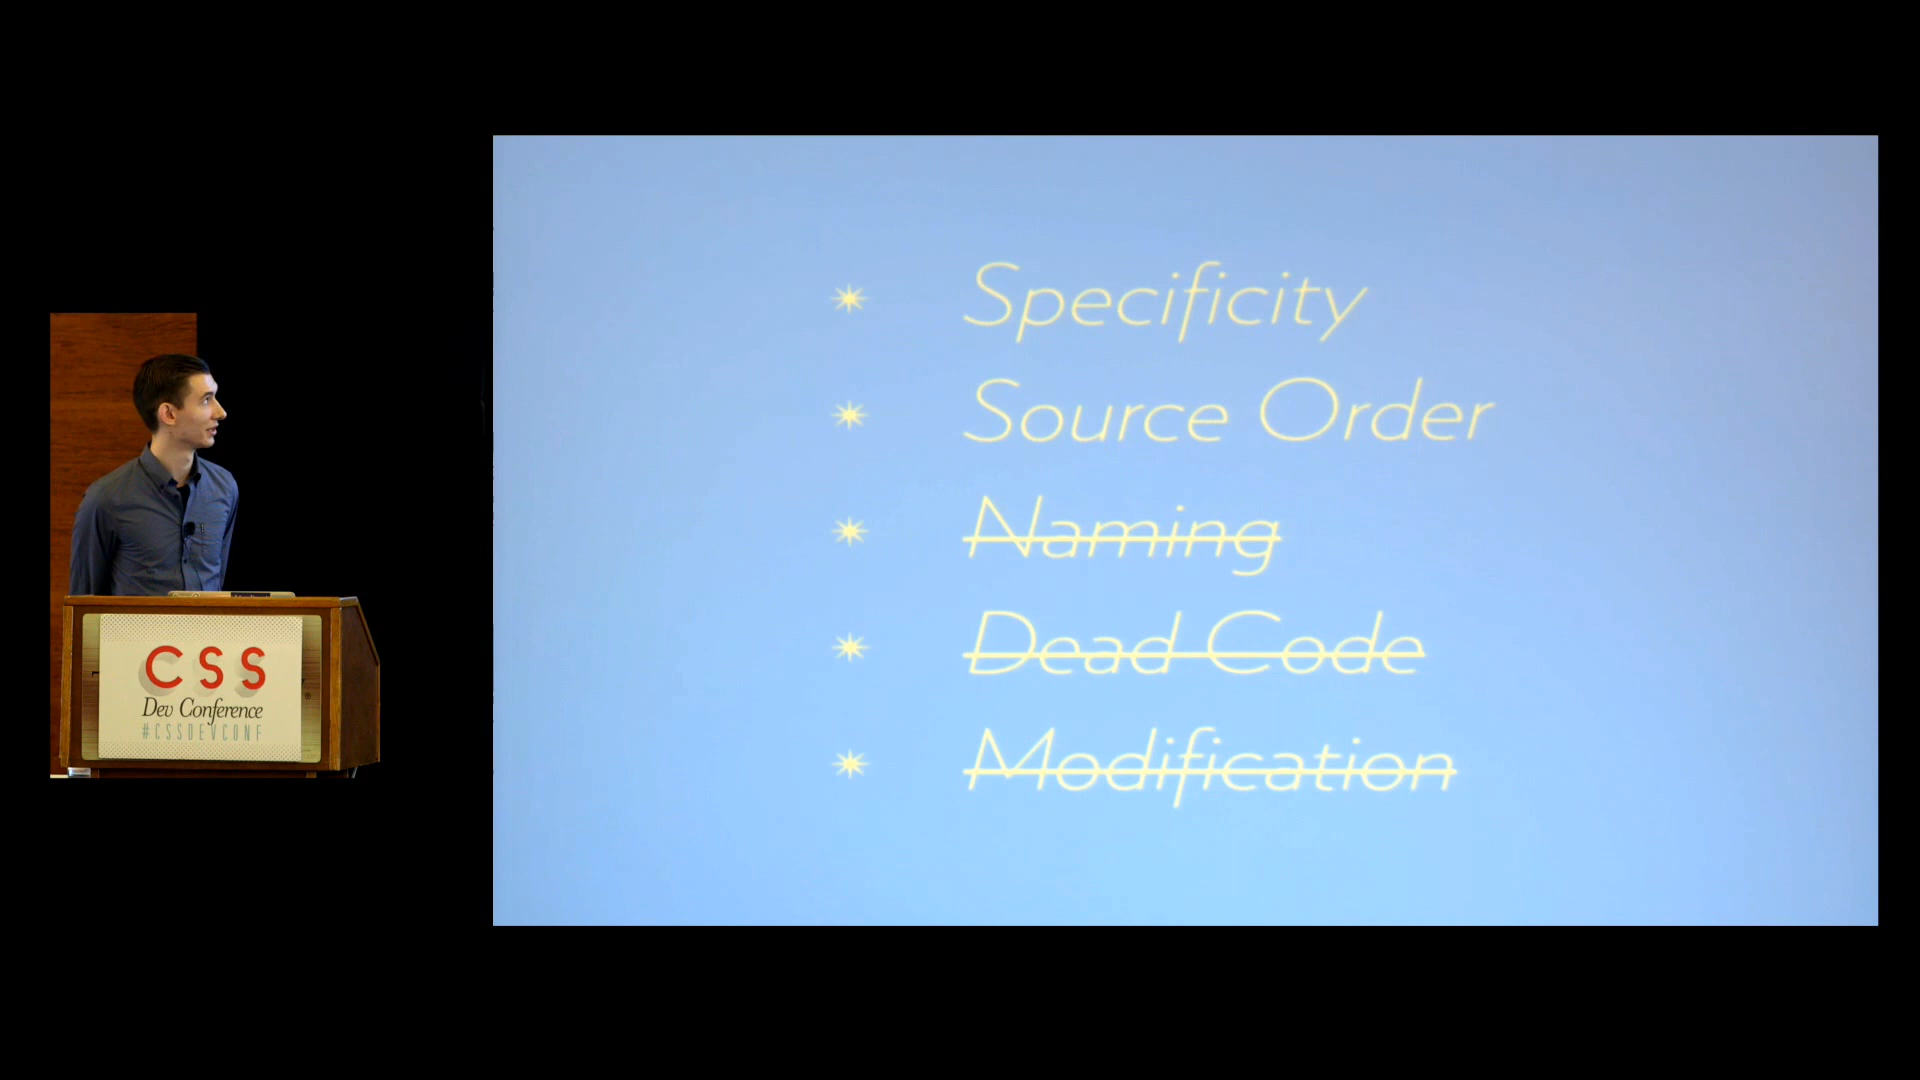 Specificity
Source Order
Naming
Dead Code
Modification
CSS
Dev Conference
#CSSDEVCONF